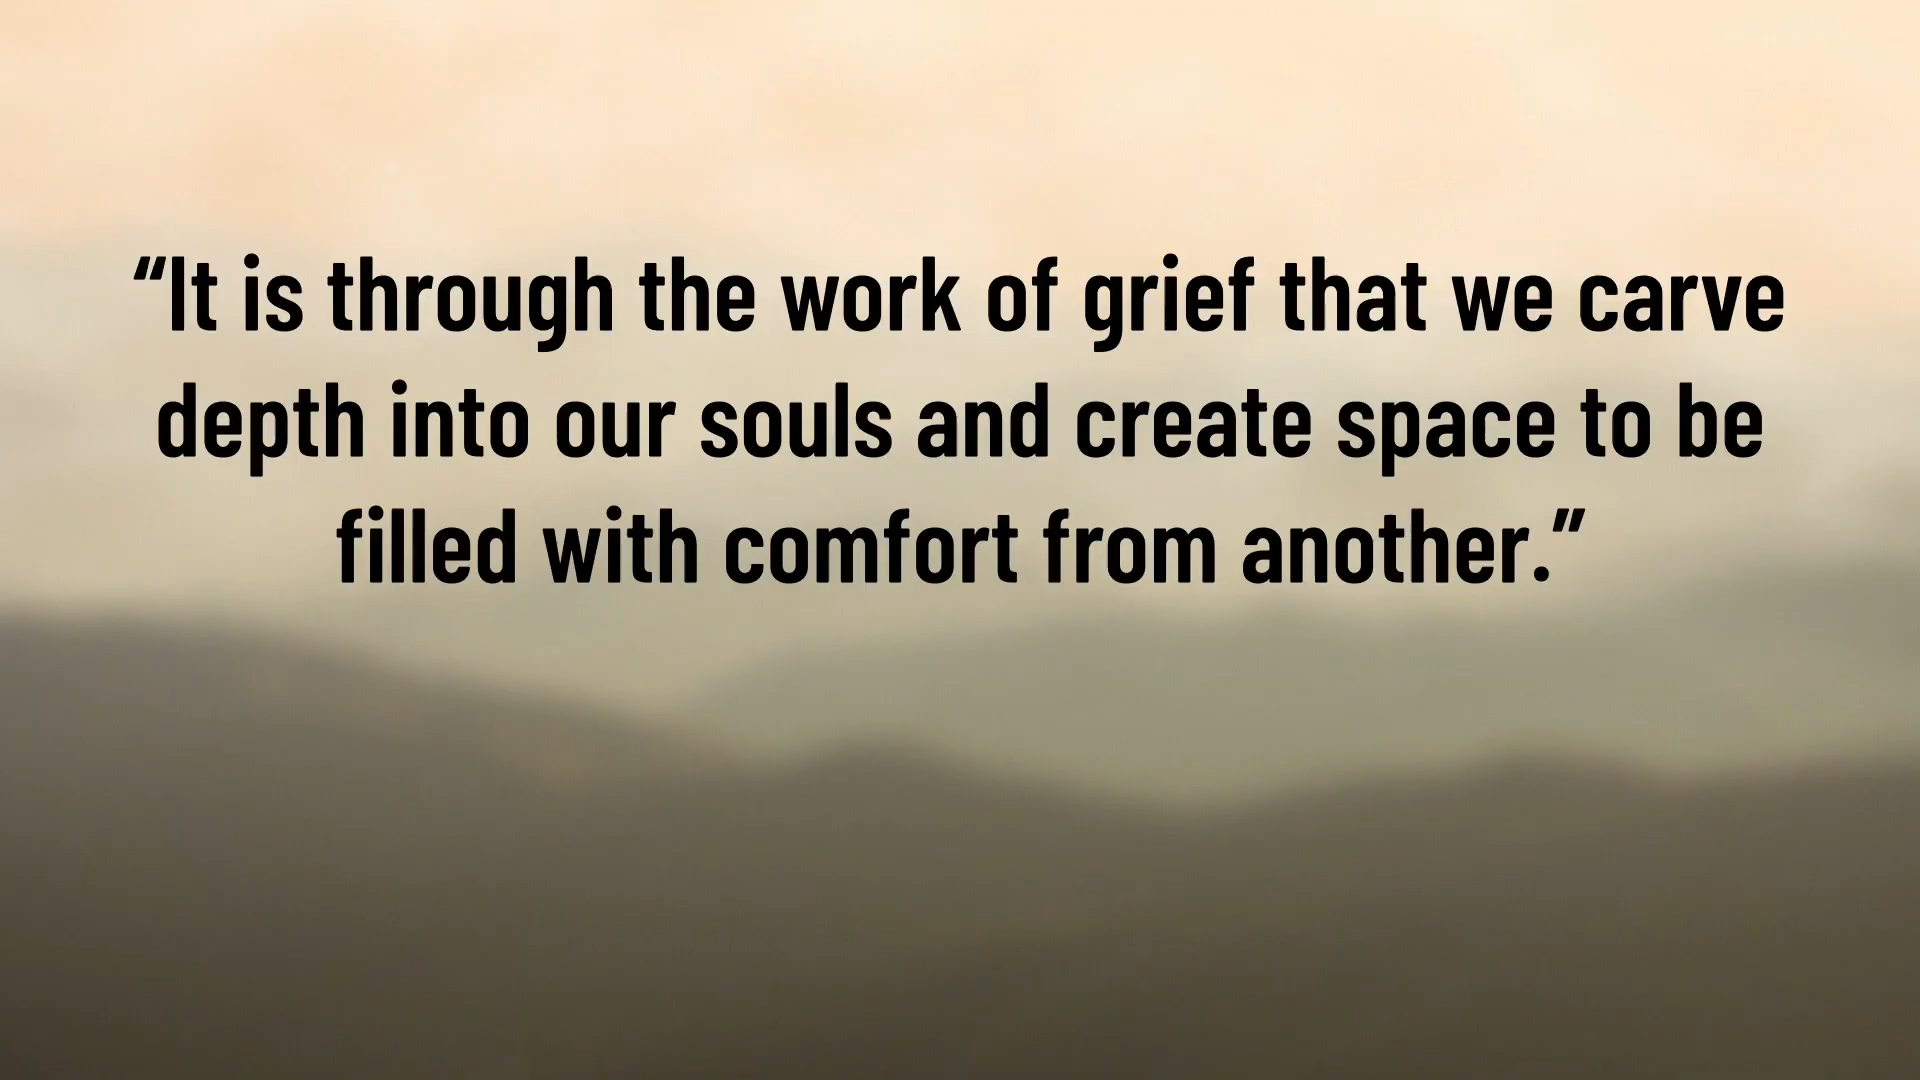 “It is through the work of grief that we carve
depth into our souls and create space to be
filled with comfort from another.”